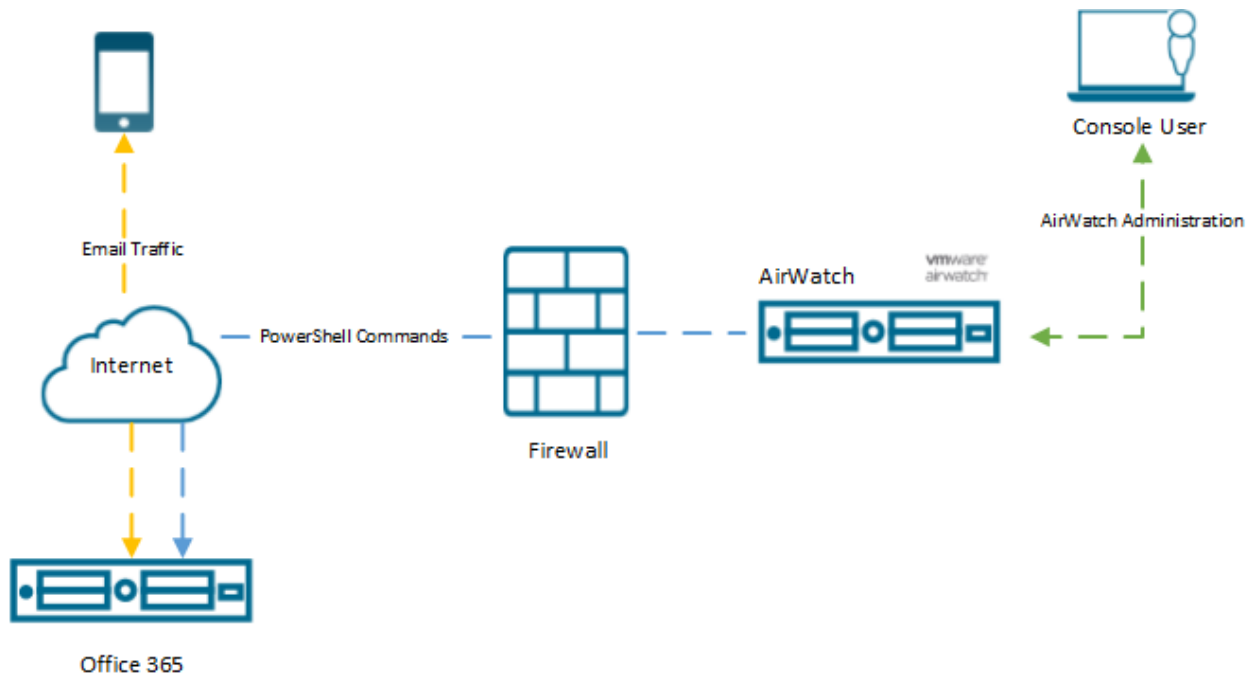 Console User
Email Traffic
AirWatch Administration
AirWatch
vmware
airwatch
Internet
PowerShell Commands
Firewall
Office 365